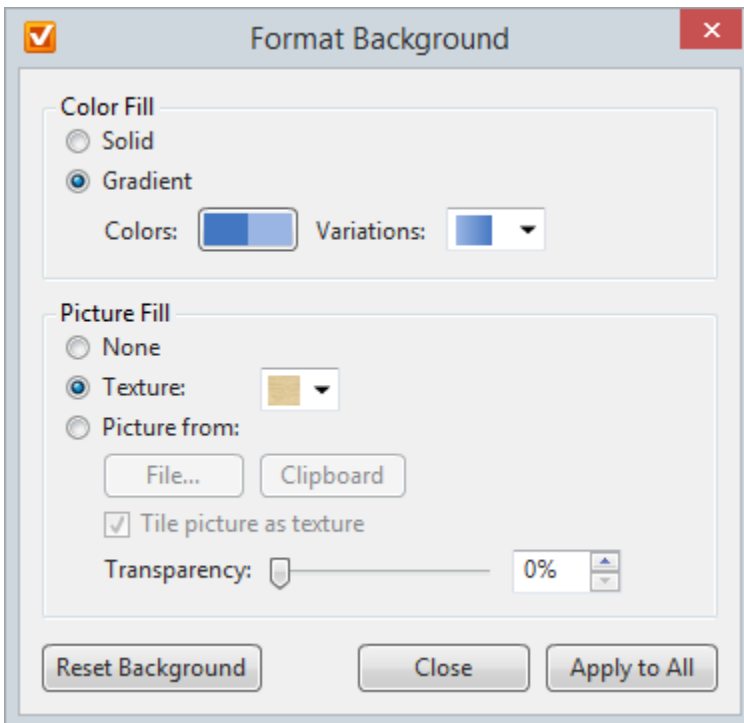 Format Background
Color Fill
Solid
Gradient
Colors: Variations:
Picture Fill
None
Texture:
Picture from:
File... Clipboard
Tile picture as texture
Transparency: 0%
Reset Background Close Apply to All